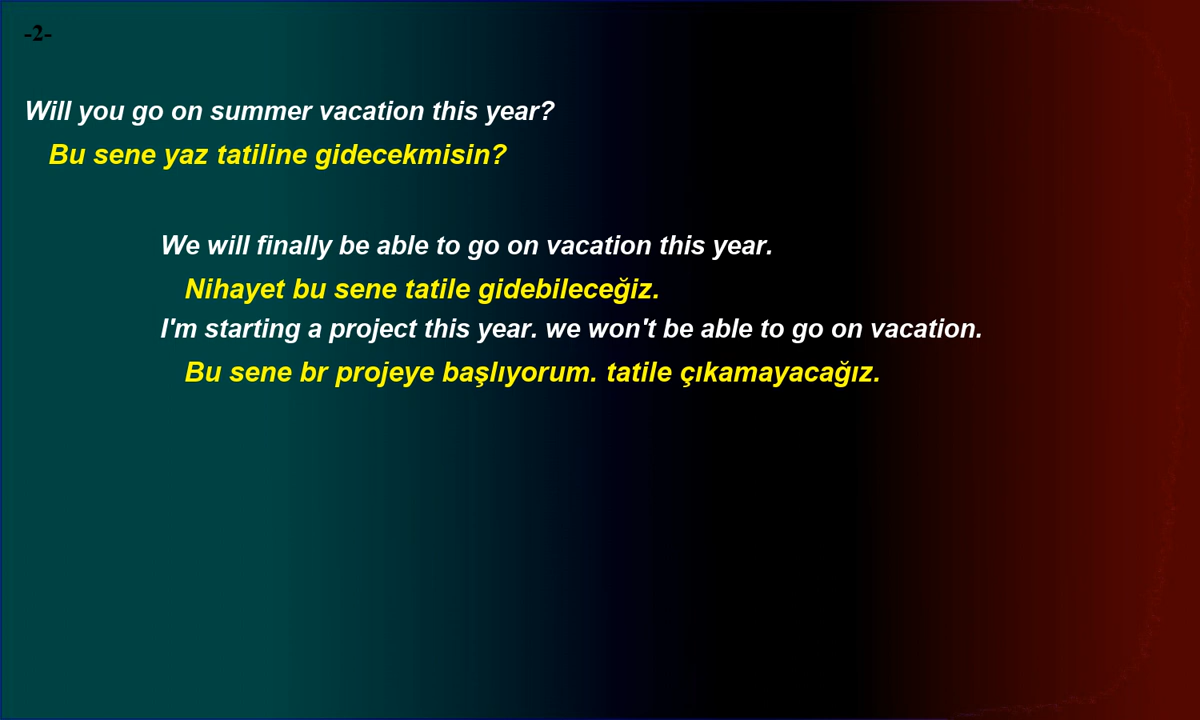 -2-
Will you go on summer vacation this year?
Bu sene yaz tatiline gidecekmisin?
We will finally be able to go on vacation this year.
Nihayet bu sene tatile gidebileceğiz.
I'm starting a project this year. we won't be able to go on vacation.
Bu sene br projeye başlıyorum. tatile çıkamayacağız.